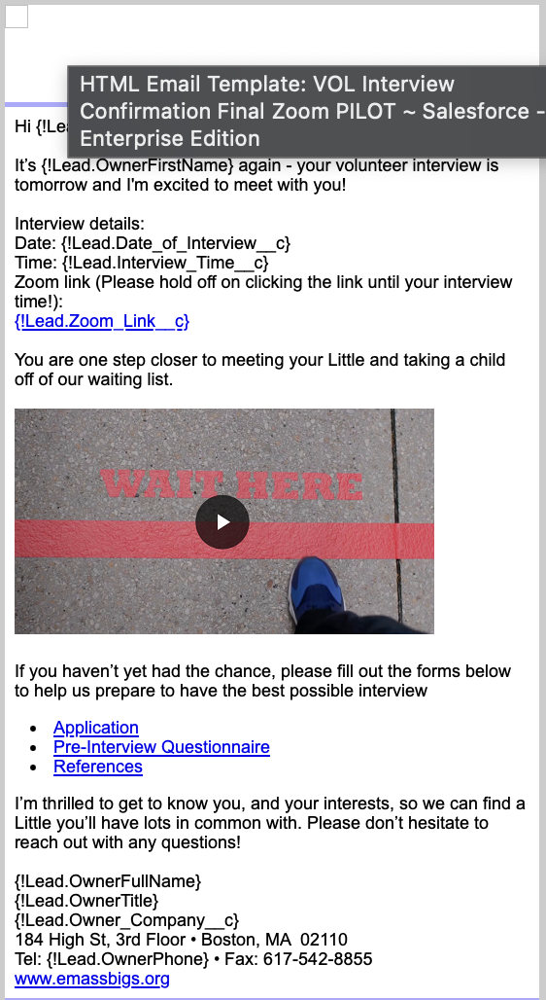 HTML Email Template: VOL Interview
Confirmation Final Zoom PILOT ~ Salesforce -
Enterprise Edition
Hi {!Lea
It’s {!Lead.OwnerFirstName} again - your volunteer interview is
tomorrow and I'm excited to meet with you!
Interview details:
Date: {!Lead.Date_of_Interview__c}
Time: {!Lead.Interview_Time__c}
Zoom link (Please hold off on clicking the link until your interview
time!):
{!Lead.Zoom_Link__c}
You are one step closer to meeting your Little and taking a child
off of our waiting list.
WAIT HERE
If you haven’t yet had the chance, please fill out the forms below
to help us prepare to have the best possible interview
• Application
• Pre-Interview Questionnaire
• References
I’m thrilled to get to know you, and your interests, so we can find a
Little you’ll have lots in common with. Please don’t hesitate to
reach out with any questions!
{!Lead.OwnerFullName}
{!Lead.OwnerTitle}
{!Lead.Owner_Company__c}
184 High St, 3rd Floor • Boston, MA  02110
Tel: {!Lead.OwnerPhone} • Fax: 617-542-8855
www.emassbigs.org